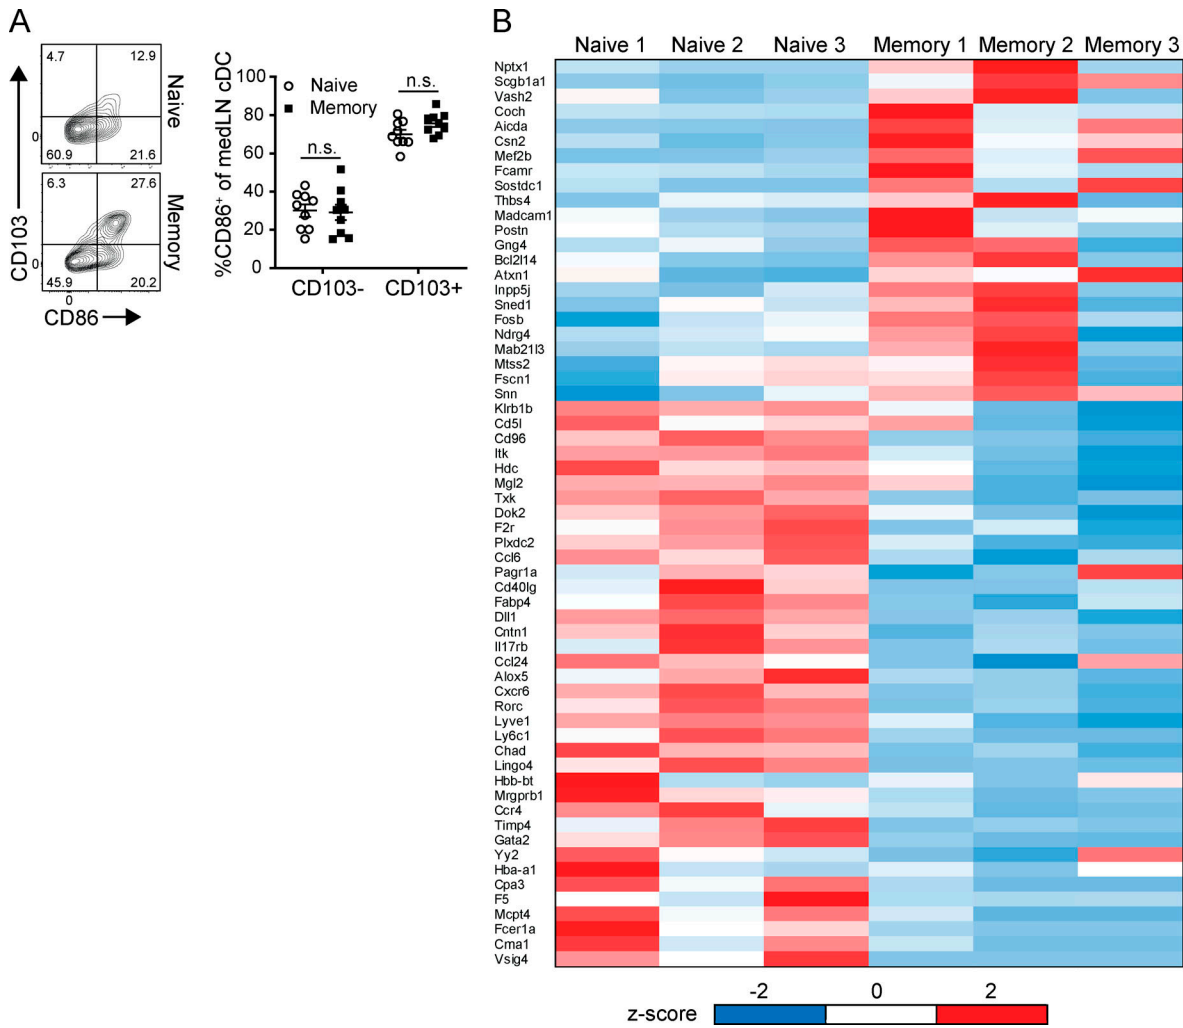 A
4.7 12.9
0
60.9 21.6
Naive
6.3 27.6
0
45.9 20.2
Memory
0
CD103
CD86
%CD86+ of medLN cDC
100
80
60
40
20
0
Naive
Memory
n.s.
n.s.
CD103-
CD103+
B
Naive 1 Naive 2 Naive 3 Memory 1 Memory 2 Memory 3
Nptx1
Scgb1a1
Vash2
Coch
Aicda
Csn2
Mef2b
Fcamr
Sostdc1
Thbs4
Madcam1
Postn
Gng4
Bcl2l14
Atxn1
Inpp5j
Sned1
Fosb
Ndrg4
Mab21l3
Mtss2
Fscn1
Snn
Klrb1b
Cd5l
Cd96
Itk
Hdc
Mgl2
Txk
Dok2
F2r
Plxdc2
Ccl6
Pagr1a
Cd40lg
Fabp4
Dll1
Cntn1
Il17rb
Ccl24
Alox5
Cxcr6
Rorc
Lyve1
Ly6c1
Chad
Lingo4
Hbb-bt
Mrgprb1
Ccr4
Timp4
Gata2
Yy2
Hba-a1
Cpa3
F5
Mcpt4
Fcer1a
Cma1
Vsig4
-2 0 2
z-score